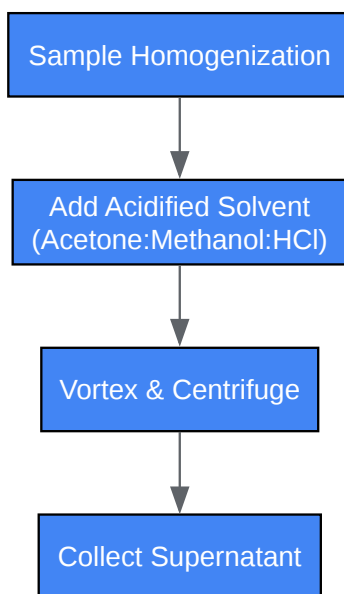 Sample Homogenization
Add Acidified Solvent
(Acetone:Methanol:HCl)
Vortex & Centrifuge
Collect Supernatant